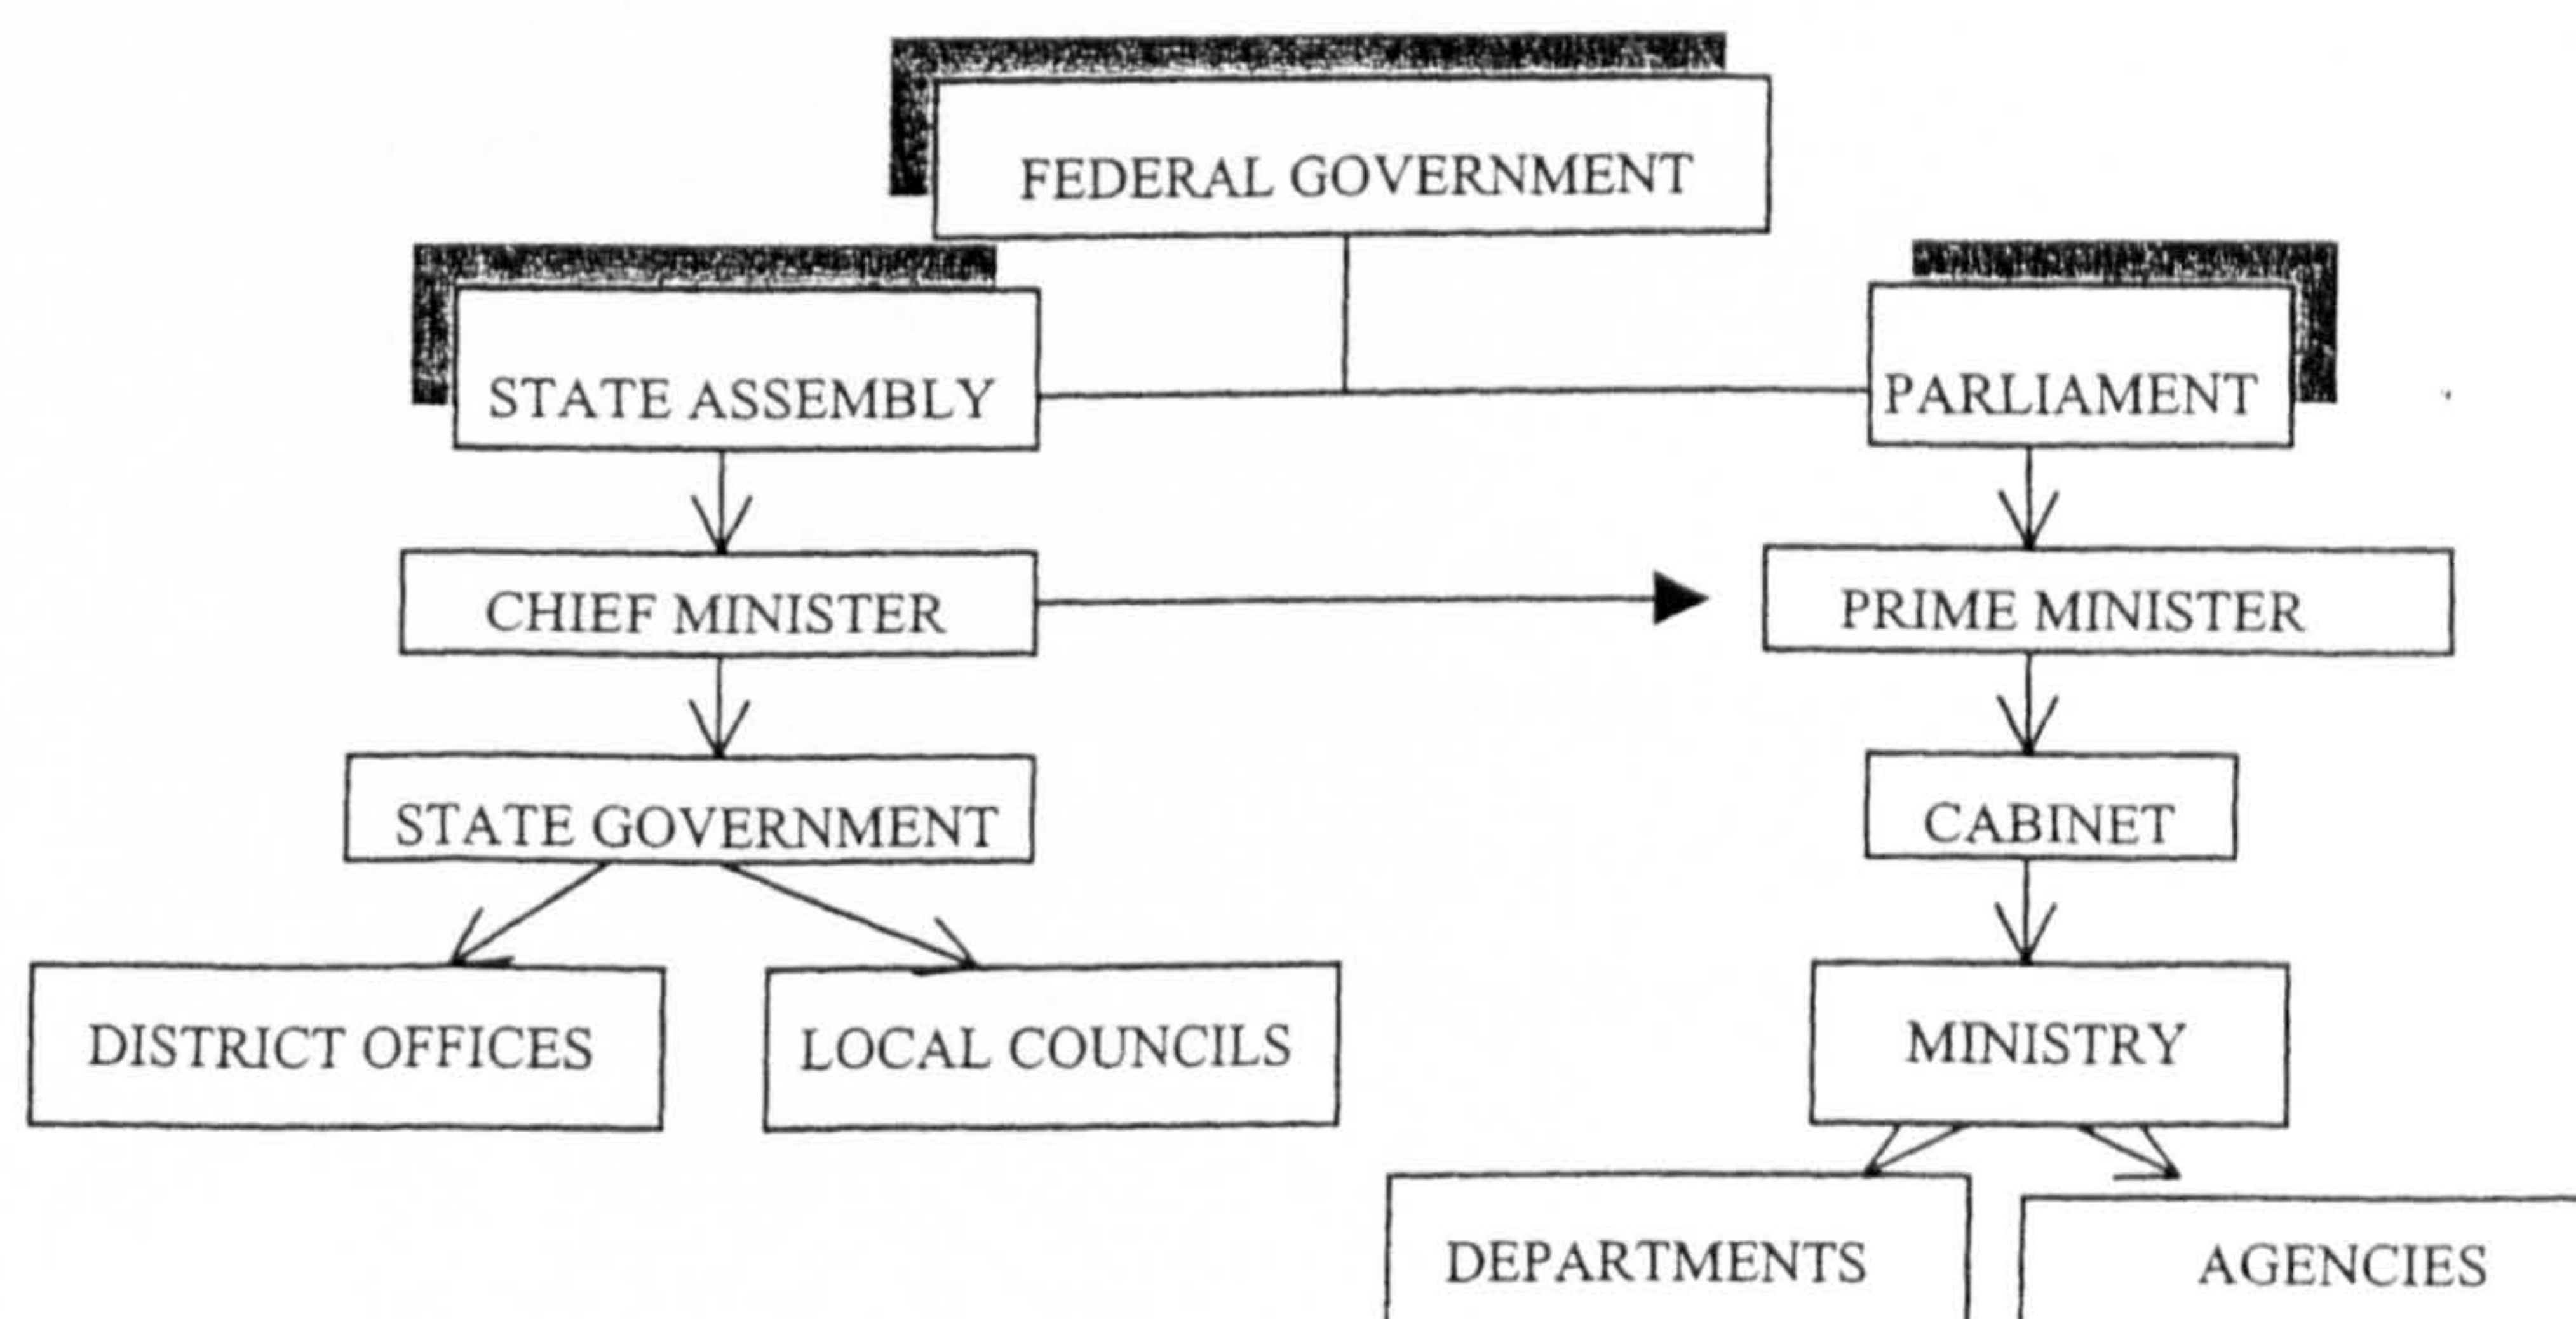 FEDERAL GOVERNMENT
STATE ASSEMBLY
PARLIAMENT
CHIEF MINISTER
PRIME MINISTER
STATE GOVERNMENT
CABINET
DISTRICT OFFICES
LOCAL COUNCILS
MINISTRY
DEPARTMENTS
AGENCIES